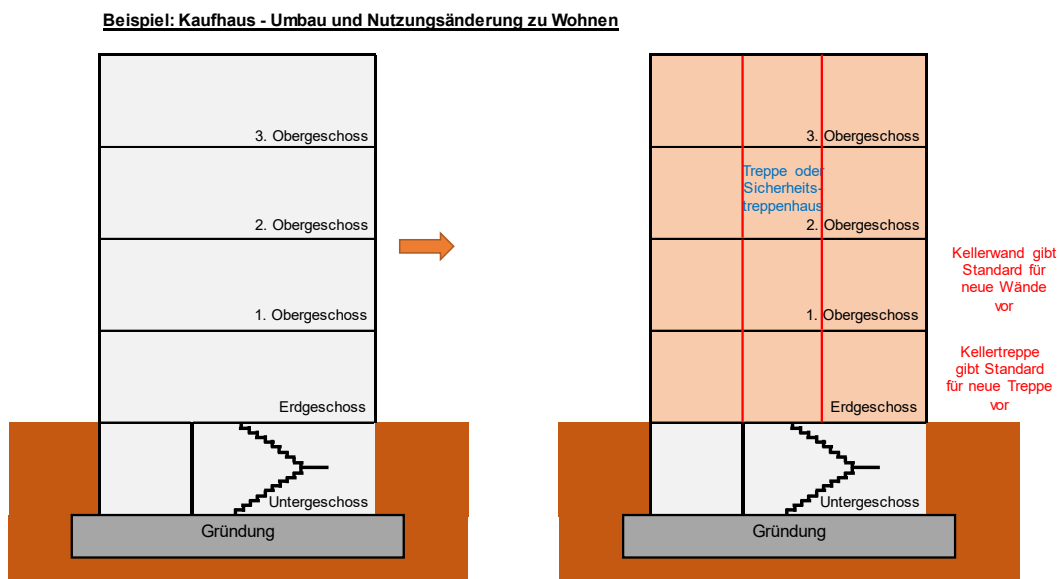 Beispiel: Kaufhaus - Umbau und Nutzungsänderung zu Wohnen
3. Obergeschoss
2. Obergeschoss
1. Obergeschoss
Erdgeschoss
Untergeschoss
Gründung
3. Obergeschoss
Treppe oder
Sicherheits-
treppenhaus
2. Obergeschoss
1. Obergeschoss
Erdgeschoss
Untergeschoss
Gründung
Kellerwand gibt
Standard für
neue Wände
vor
Kellertreppe
gibt Standard
für neue Treppe
vor